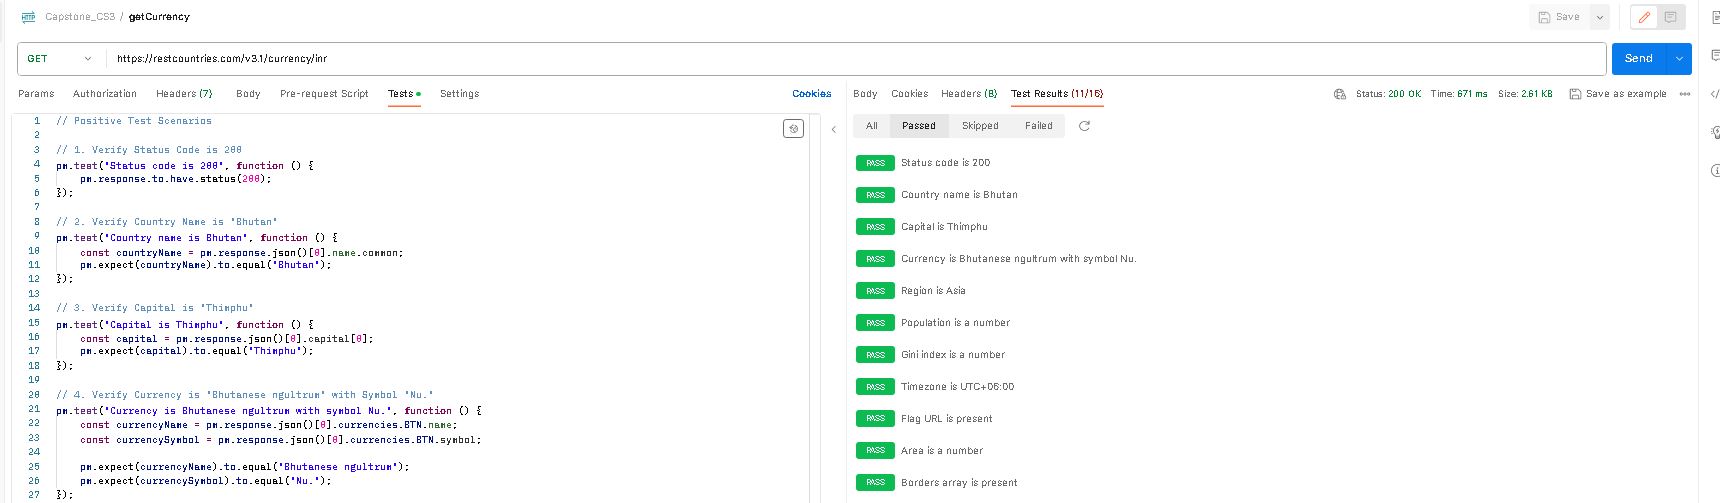 HTTP Capstone_CS3 / getCurrency
Save
GET https://restcountries.com/v3.1/currency/inr
Send
Params Authorization Headers (7) Body Pre-request Script Tests Settings Cookies
1 // Positive Test Scenarios
2
3 // 1. Verify Status Code is 200
4 pm.test("Status code is 200", function () {
5 pm.response.to.have.status(200);
6 });
7
8 // 2. Verify Country Name is "Bhutan"
9 pm.test("Country name is Bhutan", function () {
10 const countryName = pm.response.json()[0].name.common;
11 pm.expect(countryName).to.equal("Bhutan");
12 });
13
14 // 3. Verify Capital is "Thimphu"
15 pm.test("Capital is Thimphu", function () {
16 const capital = pm.response.json()[0].capital[0];
17 pm.expect(capital).to.equal("Thimphu");
18 });
19
20 // 4. Verify Currency is "Bhutanese ngultrum" with Symbol "Nu."
21 pm.test("Currency is Bhutanese ngultrum with symbol Nu.", function () {
22 const currencyName = pm.response.json()[0].currencies.BTN.name;
23 const currencySymbol = pm.response.json()[0].currencies.BTN.symbol;
24
25 pm.expect(currencyName).to.equal("Bhutanese ngultrum");
26 pm.expect(currencySymbol).to.equal("Nu.");
27 });
Body Cookies Headers (8) Test Results (11/16) Status: 200 OK Time: 671 ms Size: 2.61 KB Save as example
All Passed Skipped Failed
PASS Status code is 200
PASS Country name is Bhutan
PASS Capital is Thimphu
PASS Currency is Bhutanese ngultrum with symbol Nu.
PASS Region is Asia
PASS Population is a number
PASS Gini index is a number
PASS Timezone is UTC+06:00
PASS Flag URL is present
PASS Area is a number
PASS Borders array is present